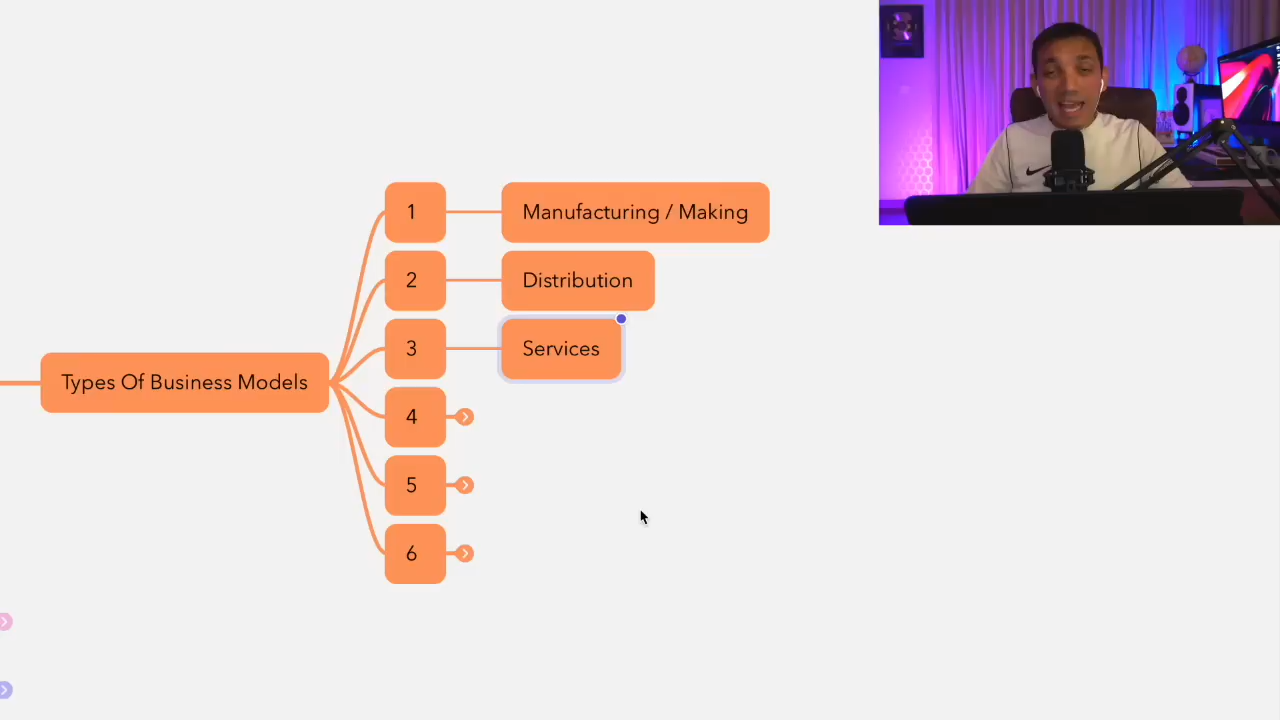 Types Of Business Models
1
Manufacturing / Making
2
Distribution
3
Services
4
5
6